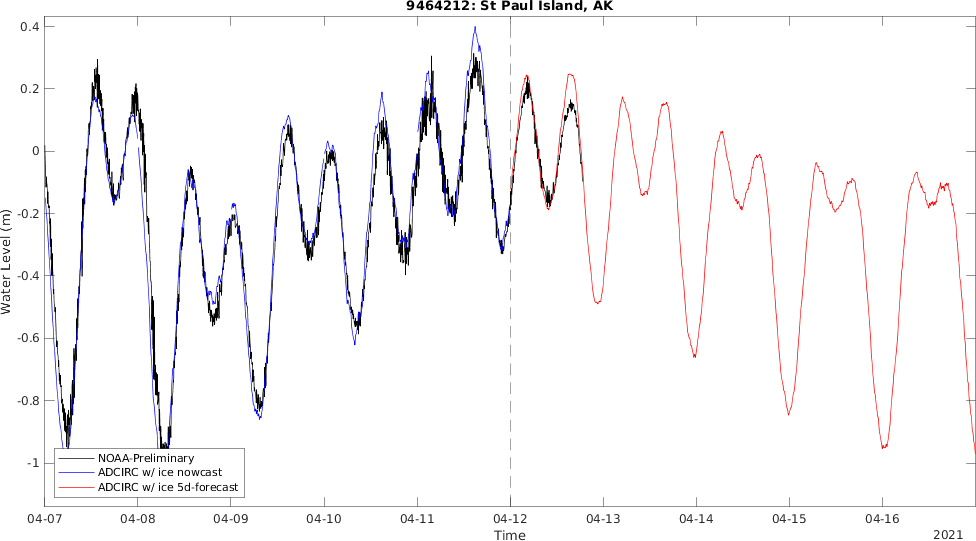 9464212: St Paul Island, AK
0.4
0.2
0
-0.2
-0.4
-0.6
-0.8
-1
Water Level (m)
NOAA-Preliminary
ADCIRC w/ ice nowcast
ADCIRC w/ ice 5d-forecast
04-07 04-08 04-09 04-10 04-11 04-12 04-13 04-14 04-15 04-16
Time
2021